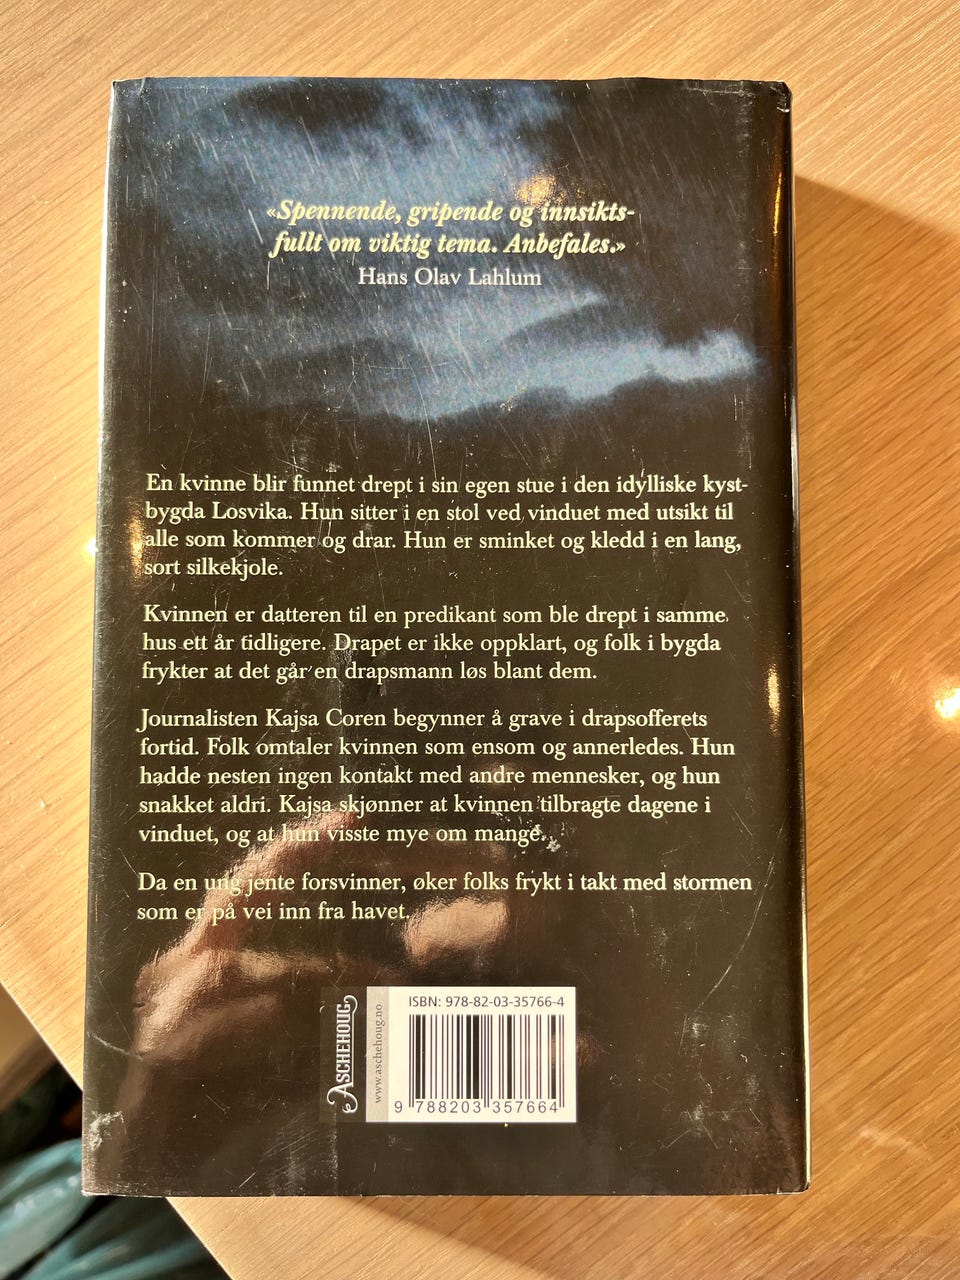 «Spennende, gripende og innsikts-
fullt om viktig tema. Anbefales.»
Hans Olav Lahlum
En kvinne blir funnet drept i sin egen stue i den idylliske kyst-
bygda Losvika. Hun sitter i en stol ved vinduet med utsikt til
alle som kommer og drar. Hun er sminket og kledd i en lang,
sort silkekjole.
Kvinnen er datteren til en predikant som ble drept i samme
hus ett år tidligere. Drapet er ikke oppklart, og folk i bygda
frykter at det går en drapsmann løs blant dem.
Journalisten Kajsa Coren begynner å grave i drapsofferets
fortid. Folk omtaler kvinnen som ensom og annerledes. Hun
hadde nesten ingen kontakt med andre mennesker, og hun
snakket aldri. Kajsa skjønner at kvinnen tilbragte dagene i
vinduet, og at hun visste mye om mange.
Da en ung jente forsvinner, øker folks frykt i takt med stormen
som er på vei inn fra havet.
ASCHEHOUG
www.aschehoug.no
ISBN: 978-82-03-35766-4
9 788203 357664